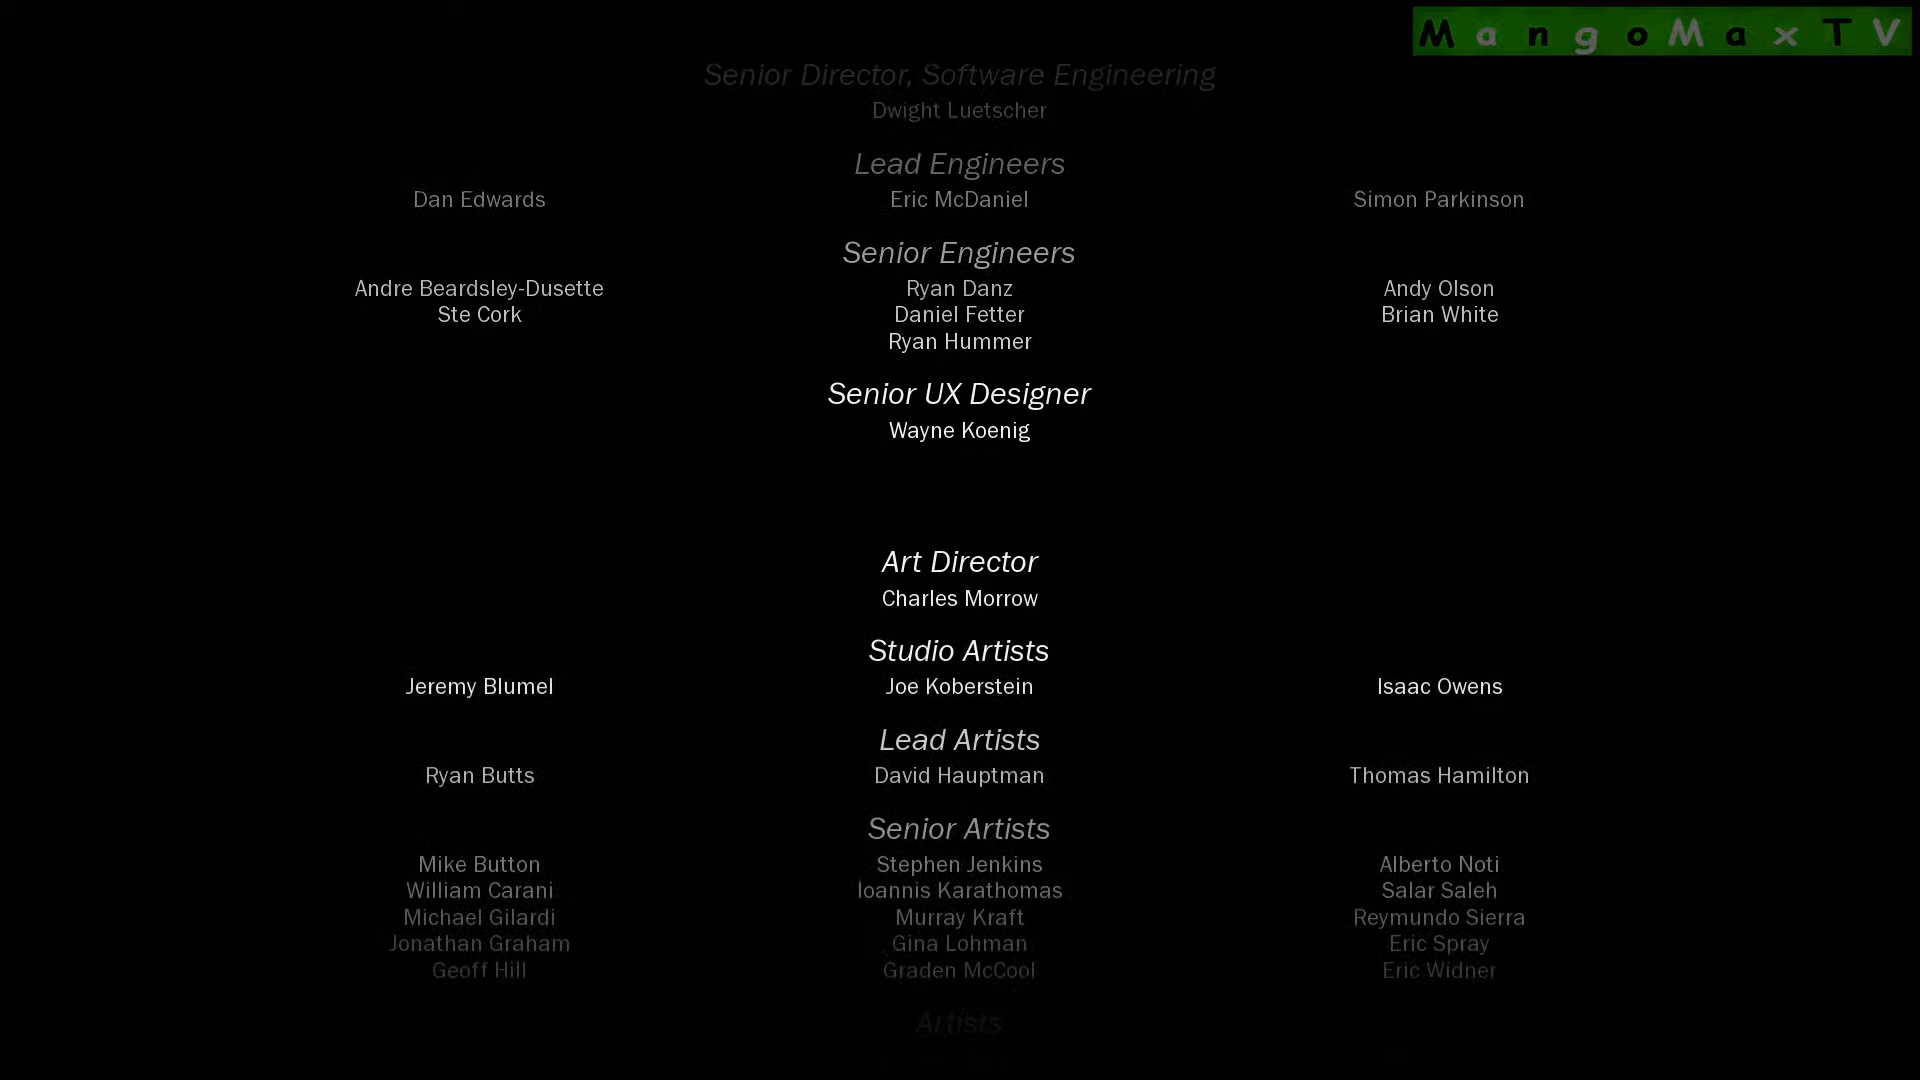 MangoMaxTV
Senior Director, Software Engineering
Dwight Luetscher
Lead Engineers
Dan Edwards Eric McDaniel Simon Parkinson
Senior Engineers
Andre Beardsley-Dusette Ryan Danz Andy Olson
Ste Cork Daniel Fetter Brian White
Ryan Hummer
Senior UX Designer
Wayne Koenig
Art Director
Charles Morrow
Studio Artists
Jeremy Blumel Joe Koberstein Isaac Owens
Lead Artists
Ryan Butts David Hauptman Thomas Hamilton
Senior Artists
Mike Button Stephen Jenkins Alberto Noti
William Carani Ioannis Karathomas Salar Saleh
Michael Gilardi Murray Kraft Reymundo Sierra
Jonathan Graham Gina Lohman Eric Spray
Geoff Hill Graden McCool Eric Widner
Artists